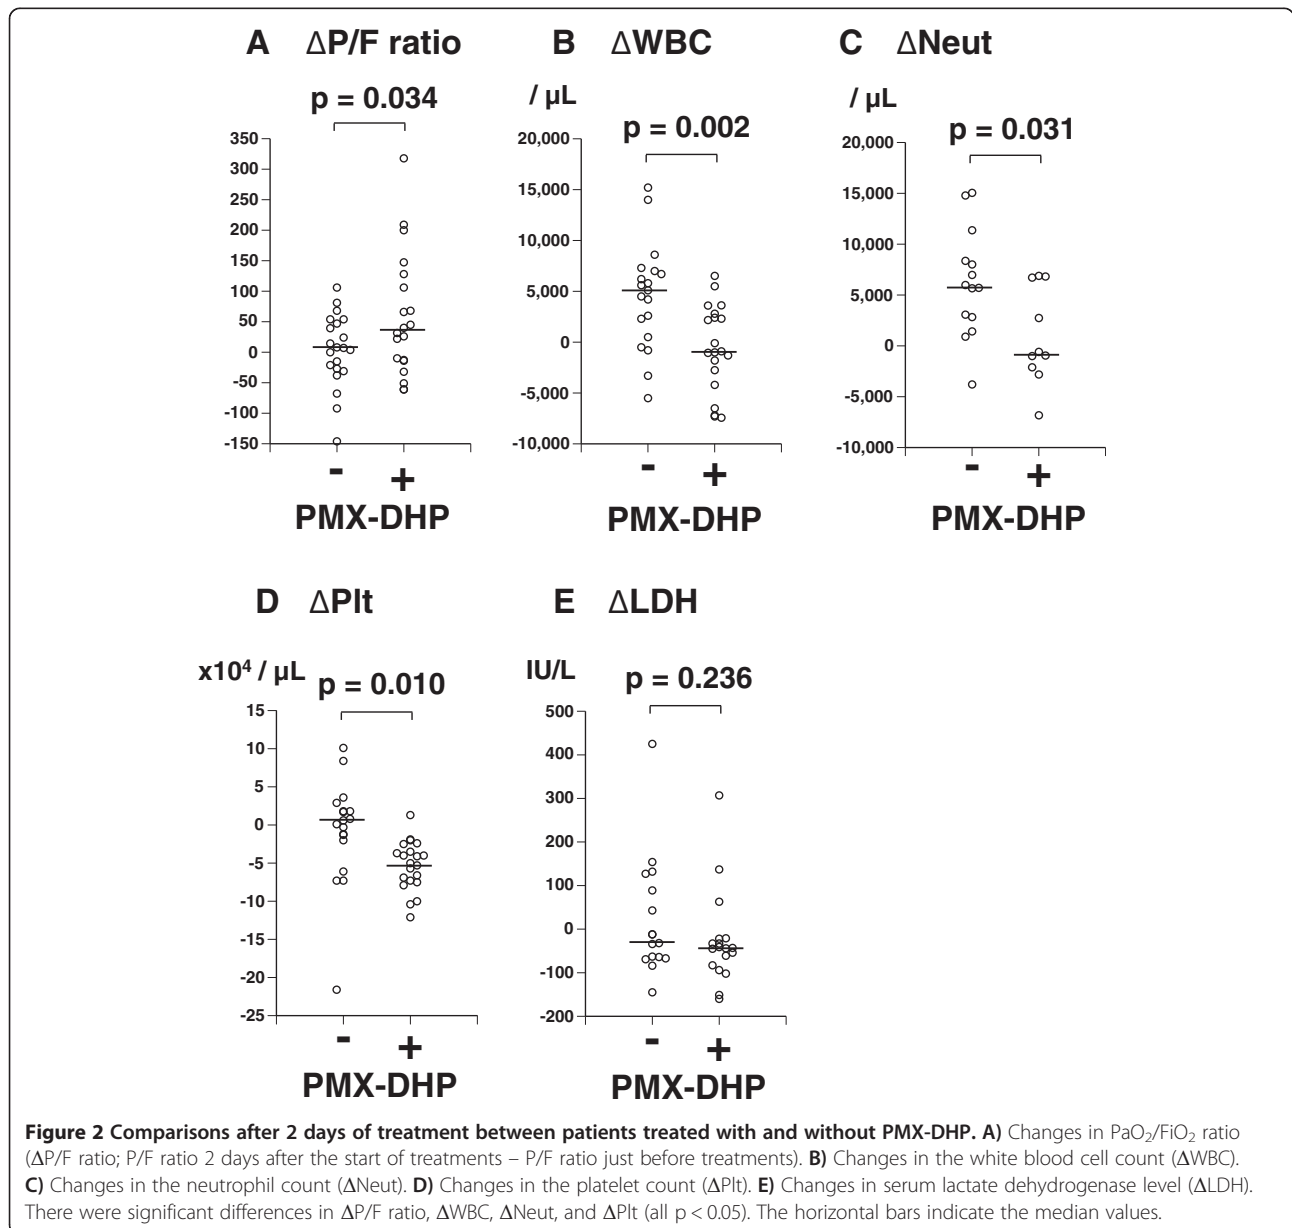 A ΔP/F ratio
p = 0.034
350
300
250
200
150
100
50
0
-50
-100
-150
- +
PMX-DHP
B ΔWBC
/ μL
p = 0.002
20,000
15,000
10,000
5,000
0
-5,000
-10,000
- +
PMX-DHP
C ΔNeut
/ μL
p = 0.031
20,000
15,000
10,000
5,000
0
-5,000
-10,000
- +
PMX-DHP
D ΔPlt
x10⁴ / μL
p = 0.010
15
10
5
0
-5
-10
-15
-20
-25
- +
PMX-DHP
E ΔLDH
IU/L
p = 0.236
500
400
300
200
100
0
-100
-200
- +
PMX-DHP
Figure 2 Comparisons after 2 days of treatment between patients treated with and without PMX-DHP. A) Changes in PaO₂/FiO₂ ratio
(ΔP/F ratio; P/F ratio 2 days after the start of treatments – P/F ratio just before treatments). B) Changes in the white blood cell count (ΔWBC).
C) Changes in the neutrophil count (ΔNeut). D) Changes in the platelet count (ΔPlt). E) Changes in serum lactate dehydrogenase level (ΔLDH).
There were significant differences in ΔP/F ratio, ΔWBC, ΔNeut, and ΔPlt (all p < 0.05). The horizontal bars indicate the median values.